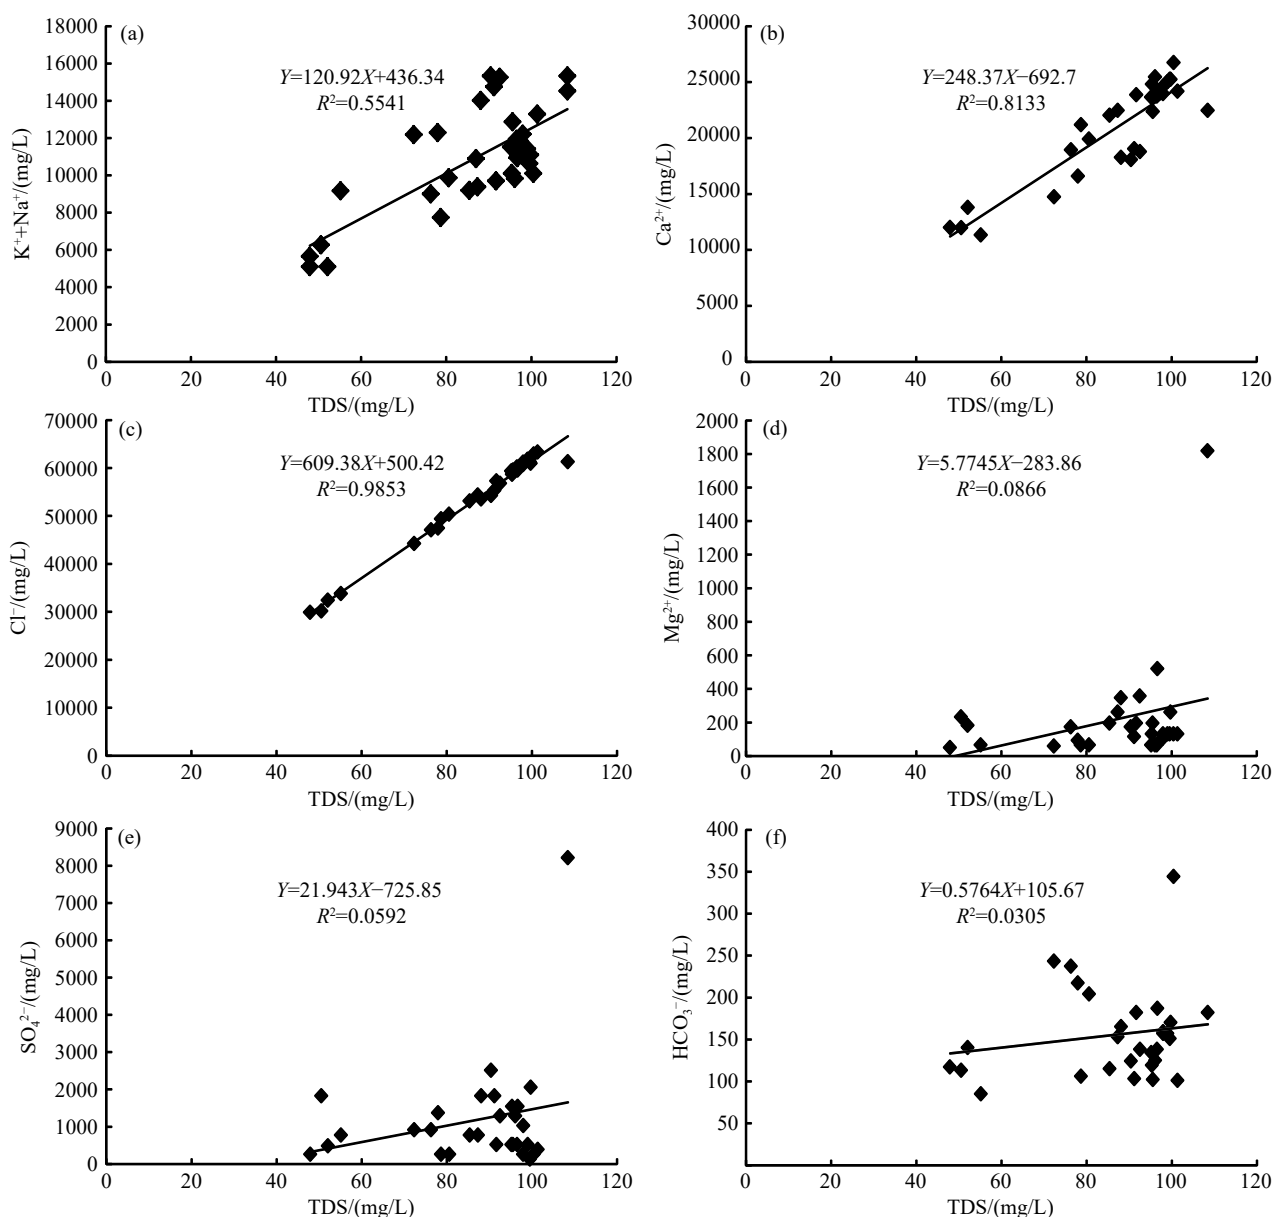 (a)
Y=120.92X+436.34
R²=0.5541
K⁺+Na⁺/(mg/L)
18000
16000
14000
12000
10000
8000
6000
4000
2000
0
0 20 40 60 80 100 120
TDS/(mg/L)
(b)
Y=248.37X−692.7
R²=0.8133
Ca²⁺/(mg/L)
30000
25000
20000
15000
10000
5000
0
0 20 40 60 80 100 120
TDS/(mg/L)
(c)
Y=609.38X+500.42
R²=0.9853
Cl⁻/(mg/L)
70000
60000
50000
40000
30000
20000
10000
0
0 20 40 60 80 100 120
TDS/(mg/L)
(d)
Y=5.7745X−283.86
R²=0.0866
Mg²⁺/(mg/L)
2000
1800
1600
1400
1200
1000
800
600
400
200
0
0 20 40 60 80 100 120
TDS/(mg/L)
(e)
Y=21.943X−725.85
R²=0.0592
SO₄²⁻/(mg/L)
9000
8000
7000
6000
5000
4000
3000
2000
1000
0
0 20 40 60 80 100 120
TDS/(mg/L)
(f)
Y=0.5764X+105.67
R²=0.0305
HCO₃⁻/(mg/L)
400
350
300
250
200
150
100
50
0 20 40 60 80 100 120
TDS/(mg/L)